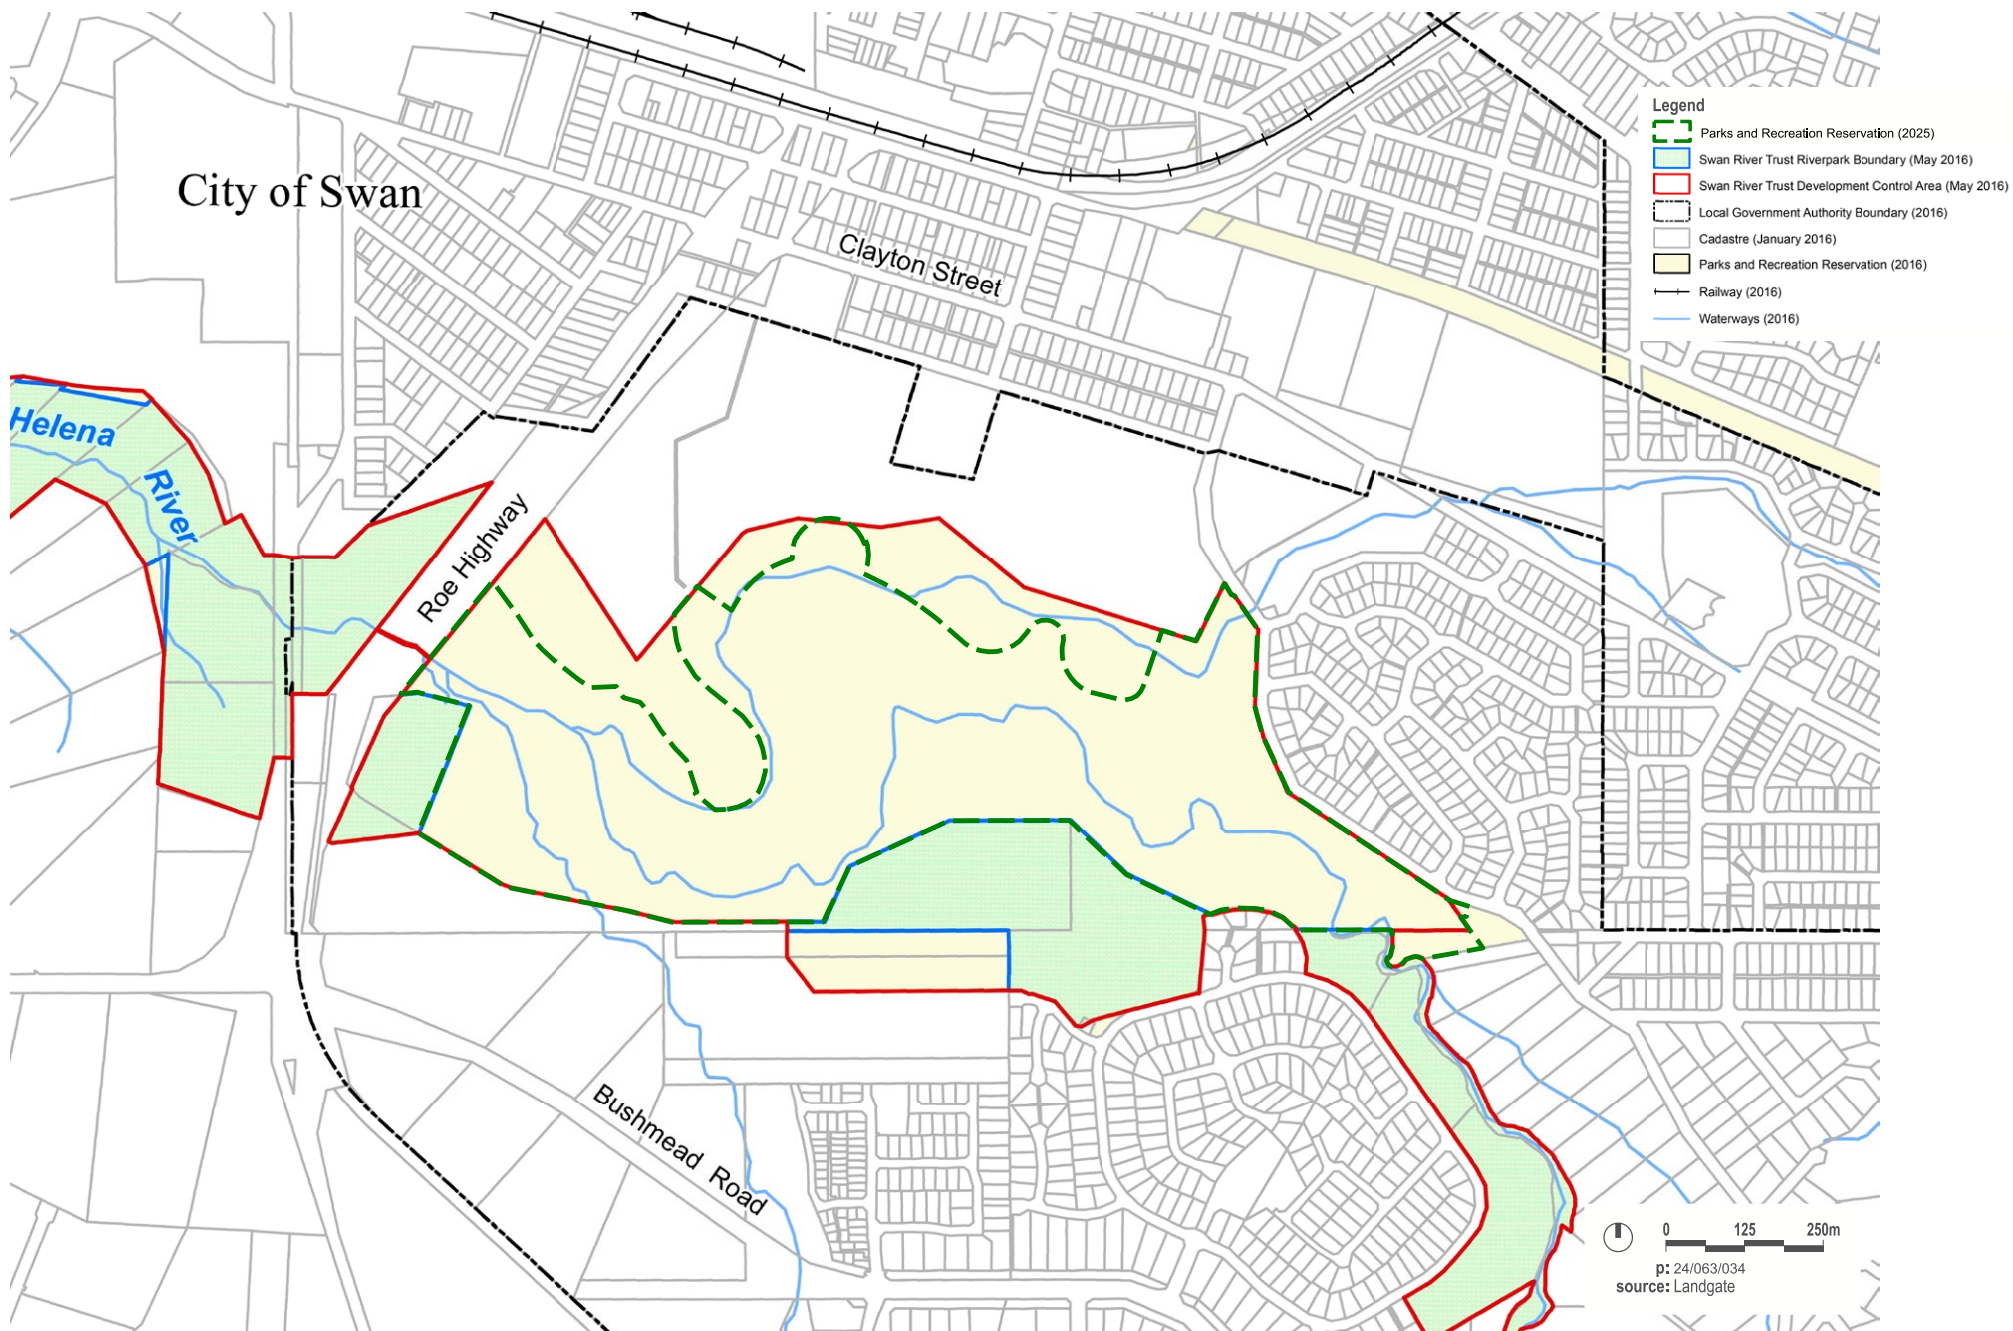 City of Swan
Clayton Street
Helena
River
Roe Highway
Bushmead Road
Legend
Parks and Recreation Reservation (2025)
Swan River Trust Riverpark Boundary (May 2016)
Swan River Trust Development Control Area (May 2016)
Local Government Authority Boundary (2016)
Cadastre (January 2016)
Parks and Recreation Reservation (2016)
Railway (2016)
Waterways (2016)
0 125 250m
p: 24/063/034
source: Landgate